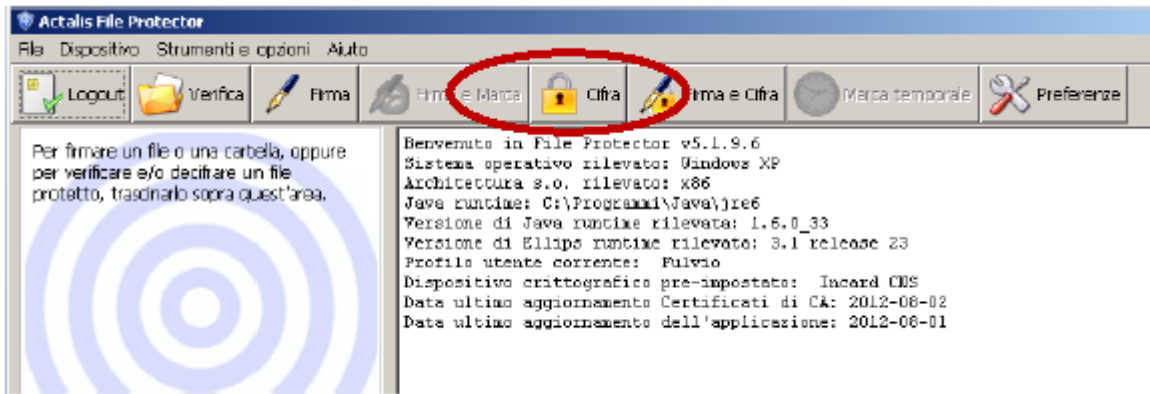 Actalis File Protector
File Dispositivo Strumenti e opzioni Aiuto
Logout Verifica Firma Firma e Marca Cifra Firma e Cifra Marca temporale Preferenze
Per firmare un file o una cartella, oppure
per verificare e/o decifrare un file
protetto, trascinarlo sopra quest'area.
Benvenuto in File Protector v5.1.9.6
Sistema operativo rilevato: Windows XP
Architettura s.o. rilevato: x86
Java runtime: C:\Programmi\Java\jre6
Versione di Java runtime rilevata: 1.6.0_33
Versione di Ellips runtime rilevato: 3.1 release 23
Profilo utente corrente: Fulvio
Dispositivo crittografico pre-impostato: Incard CNS
Data ultimo aggiornamento Certificati di CA: 2012-08-02
Data ultimo aggiornamento dell'applicazione: 2012-08-01